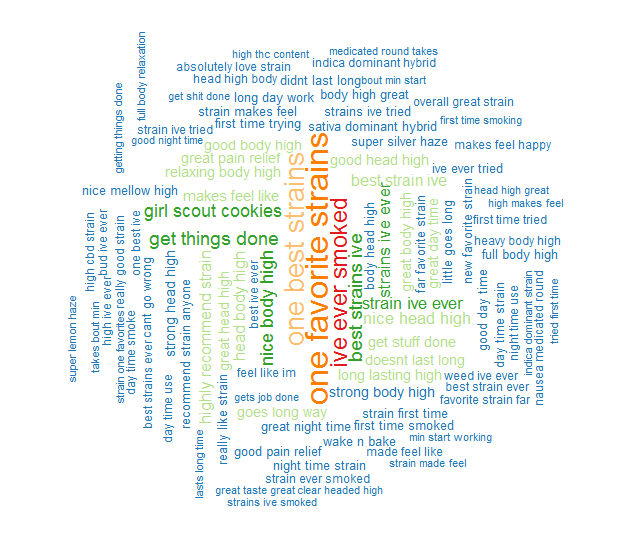 high thc content
medicated round takes
absolutely love strain
indica dominant hybrid
head high body
didnt last long
bout min start
get shit done
long day work
body high great
overall great strain
strain makes feel
strains ive tried
first time smoking
strain ive tried
first time trying
sativa dominant hybrid
good night time
good body high
super silver haze
makes feel happy
great pain relief
good head high
relaxing body high
ive ever tried
best strain ive
nice mellow high
makes feel like
head high great
high makes feel
girl scout cookies
first time tried
get things done
heavy body high
full body high
strain ive ever
nice head high
get stuff done
doesnt last long
feel like im
long lasting high
weed ive ever
gets job done
strong body high
best strain ever
favorite strain far
goes long way
strain first time
great night time
first time smoked
wake n bake
min start working
good pain relief
made feel like
night time strain
strain made feel
strain ever smoked
great taste great
clear headed high
strains ive smoked
full body relaxation
getting things done
super lemon haze
high cbd strain
takes bout min
bud ive ever
high ive ever
strain one favorites
really good strain
day time smoke
one best ive
best strains ever
cant go wrong
strong head high
day time use
recommend strain anyone
lasts long time
highly recommend strain
great head high
really like strain
head body high
best ive ever
nice body high
one best strains
one favorite strains
ive ever smoked
best strains ive
body head high
strains ive ever
great body high
far favorite strain
great day time
little goes long
new favorite strain
good day time
day time strain
night time use
indica dominant strain
nausea medicated round
tried first time